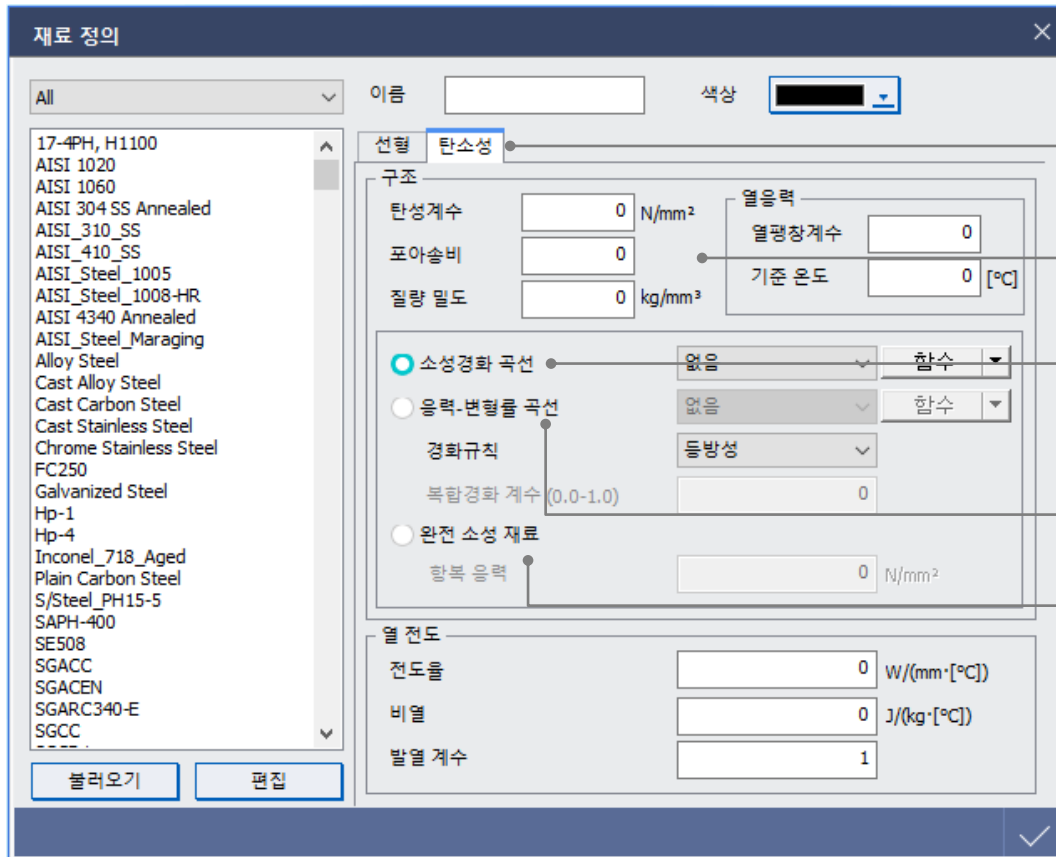 재료 정의
All
이름
색상
17-4PH, H1100
AISI 1020
AISI 1060
AISI 304 SS Annealed
AISI_310_SS
AISI_410_SS
AISI_Steel_1005
AISI_Steel_1008-HR
AISI 4340 Annealed
AISI_Steel_Maraging
Alloy Steel
Cast Alloy Steel
Cast Carbon Steel
Cast Stainless Steel
Chrome Stainless Steel
FC250
Galvanized Steel
Hp-1
Hp-4
Inconel_718_Aged
Plain Carbon Steel
S/Steel_PH15-5
SAPH-400
SE508
SGACC
SGACEN
SGARC340-E
SGCC
불러오기 편집
선형 탄소성
구조
탄성계수 0 N/mm²
포아송비 0
질량 밀도 0 kg/mm³
열응력
열팽창계수 0
기준 온도 0 [ºC]
소성경화 곡선 없음 함수
응력-변형률 곡선 없음 함수
경화규칙 등방성
복합경화 계수 (0.0-1.0) 0
완전 소성 재료
항복 응력 0 N/mm²
열 전도
전도율 0 W/(mm·[ºC])
비열 0 J/(kg·[ºC])
발열 계수 1